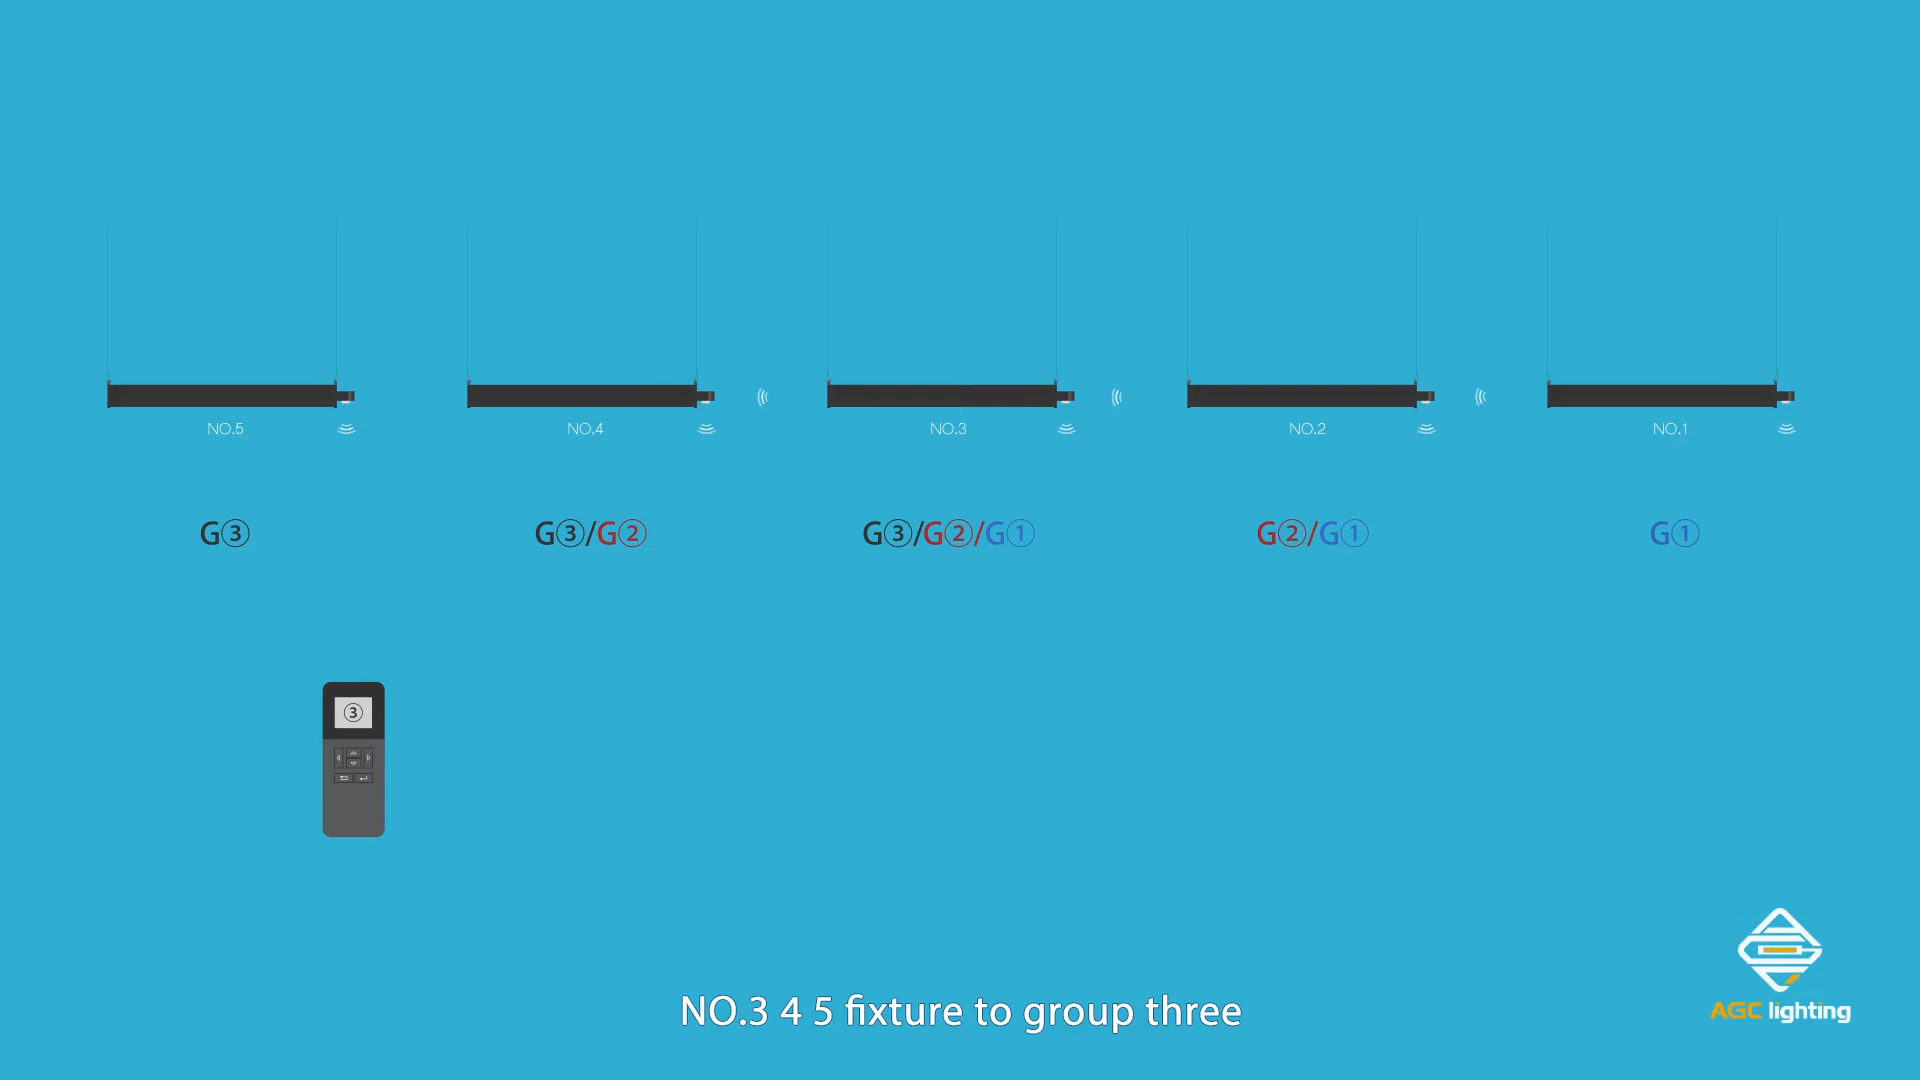 NO.5 NO.4 NO.3 NO.2 NO.1
G③ G③/G② G③/G②/G① G②/G① G①
③
NO.3 4 5 fixture to group three
AGC lighting